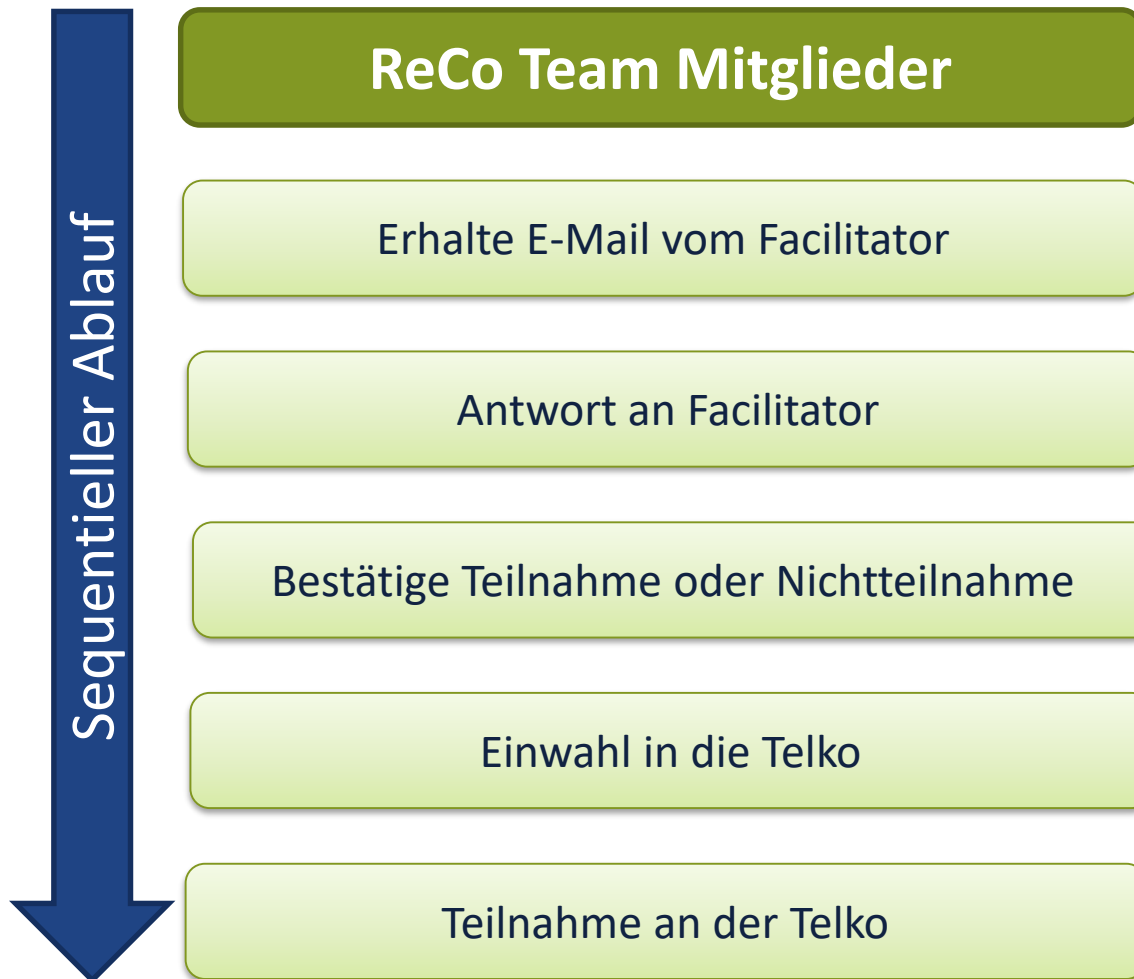 ReCo Team Mitglieder
Sequentieller Ablauf
Erhalte E-Mail vom Facilitator
Antwort an Facilitator
Bestätige Teilnahme oder Nichtteilnahme
Einwahl in die Telko
Teilnahme an der Telko